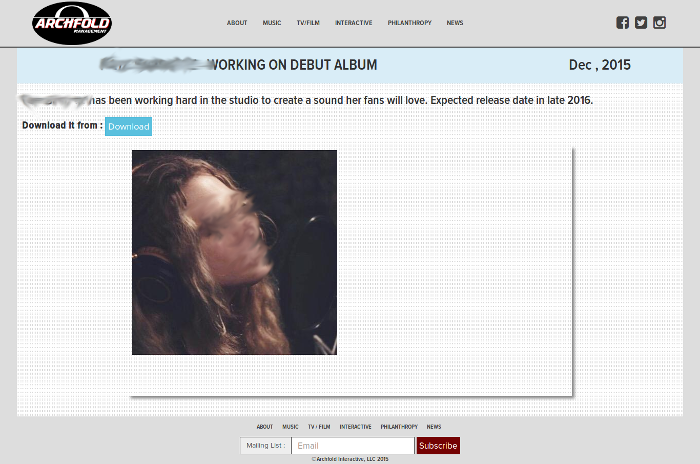 ARCHFOLD
MANAGEMENT
ABOUT MUSIC TV/FILM INTERACTIVE PHILANTHROPY NEWS
WORKING ON DEBUT ALBUM Dec , 2015
has been working hard in the studio to create a sound her fans will love. Expected release date in late 2016.
Download It from : Download
ABOUT MUSIC TV / FILM INTERACTIVE PHILANTHROPY NEWS
Mailing List : Email Subscribe
©Archfold Interactive, LLC 2015